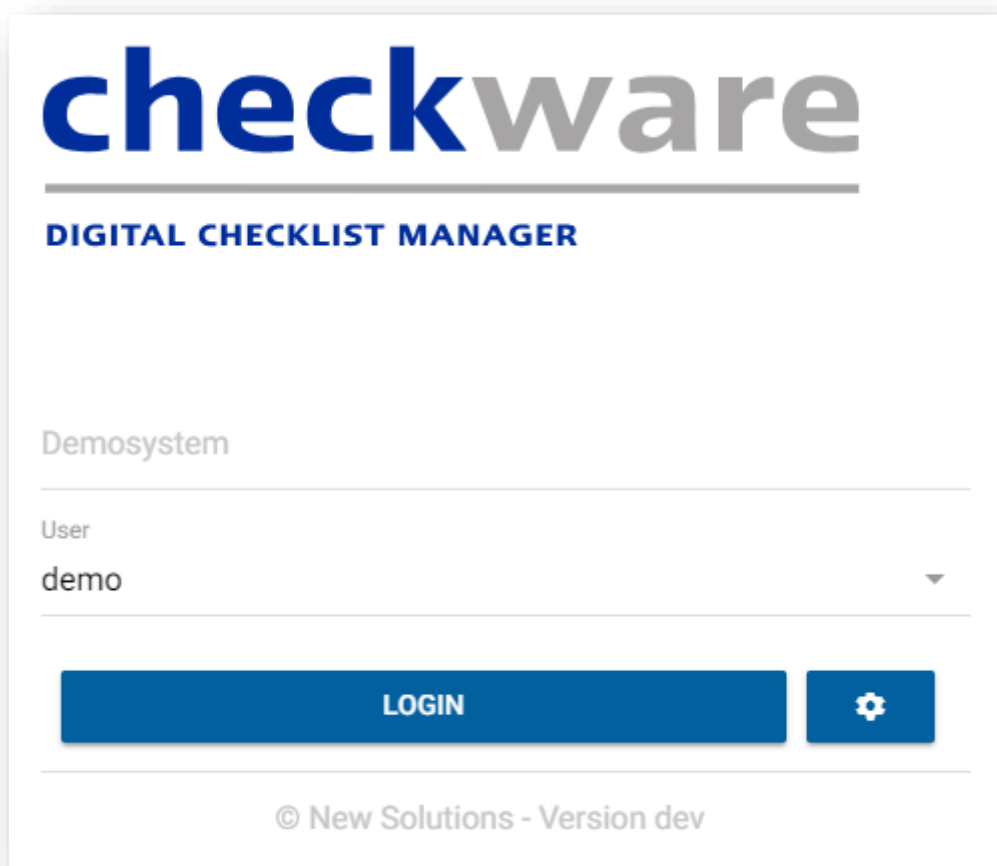 checkware
DIGITAL CHECKLIST MANAGER
Demosystem
User
demo
LOGIN
© New Solutions - Version dev